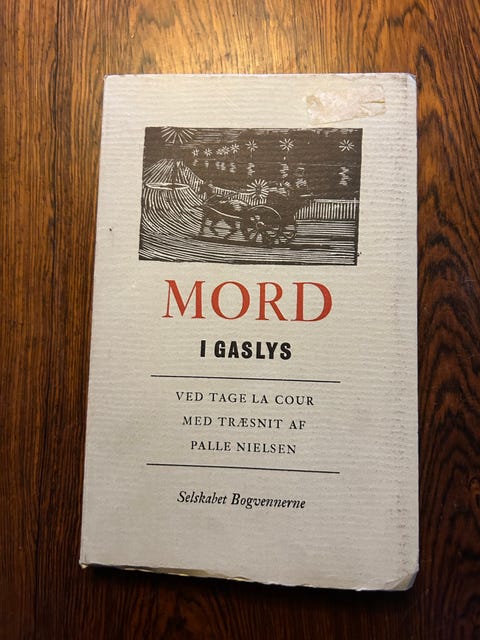 MORD
I GASLYS
VED TAGE LA COUR
MED TRÆSNIT AF
PALLE NIELSEN
Selskabet Bogvennerne